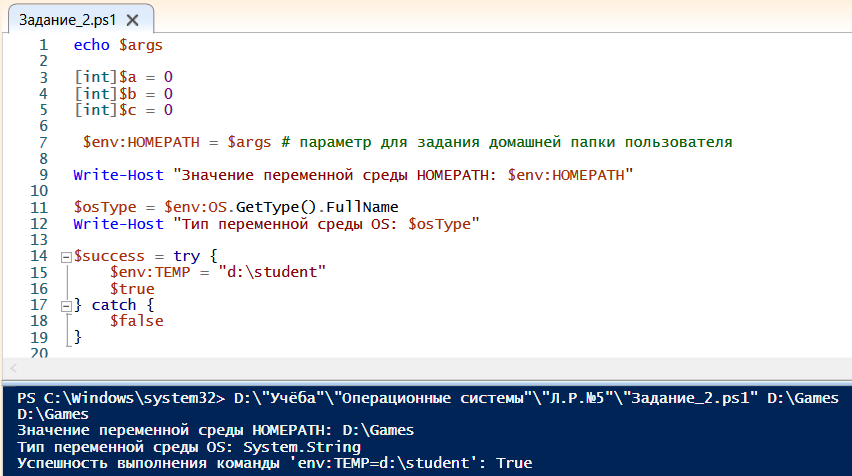 Задание_2.ps1
1 echo $args
2
3 [int]$a = 0
4 [int]$b = 0
5 [int]$c = 0
6
7 $env:HOMEPATH = $args # параметр для задания домашней папки пользователя
8
9 Write-Host "Значение переменной среды HOMEPATH: $env:HOMEPATH"
10
11 $osType = $env:OS.GetType().FullName
12 Write-Host "Тип переменной среды OS: $osType"
13
14 $success = try {
15 $env:TEMP = "d:\student"
16 $true
17 } catch {
18 $false
19 }
20
PS C:\Windows\system32> D:\"Учёба"\"Операционные системы"\"Л.Р.№5"\"Задание_2.ps1" D:\Games
D:\Games
Значение переменной среды HOMEPATH: D:\Games
Тип переменной среды OS: System.String
Успешность выполнения команды 'env:TEMP=d:\student': True